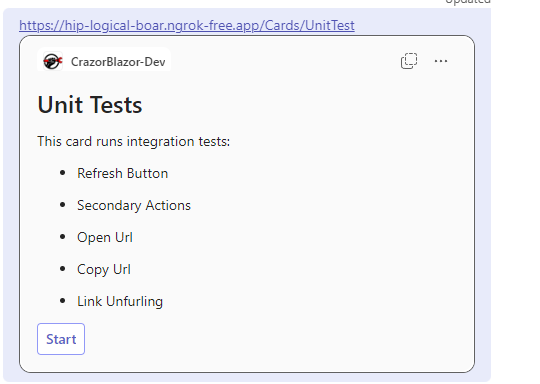 Updated
https://hip-logical-boar.ngrok-free.app/Cards/UnitTest
CrazorBlazor-Dev
Unit Tests
This card runs integration tests:
Refresh Button
Secondary Actions
Open Url
Copy Url
Link Unfurling
Start